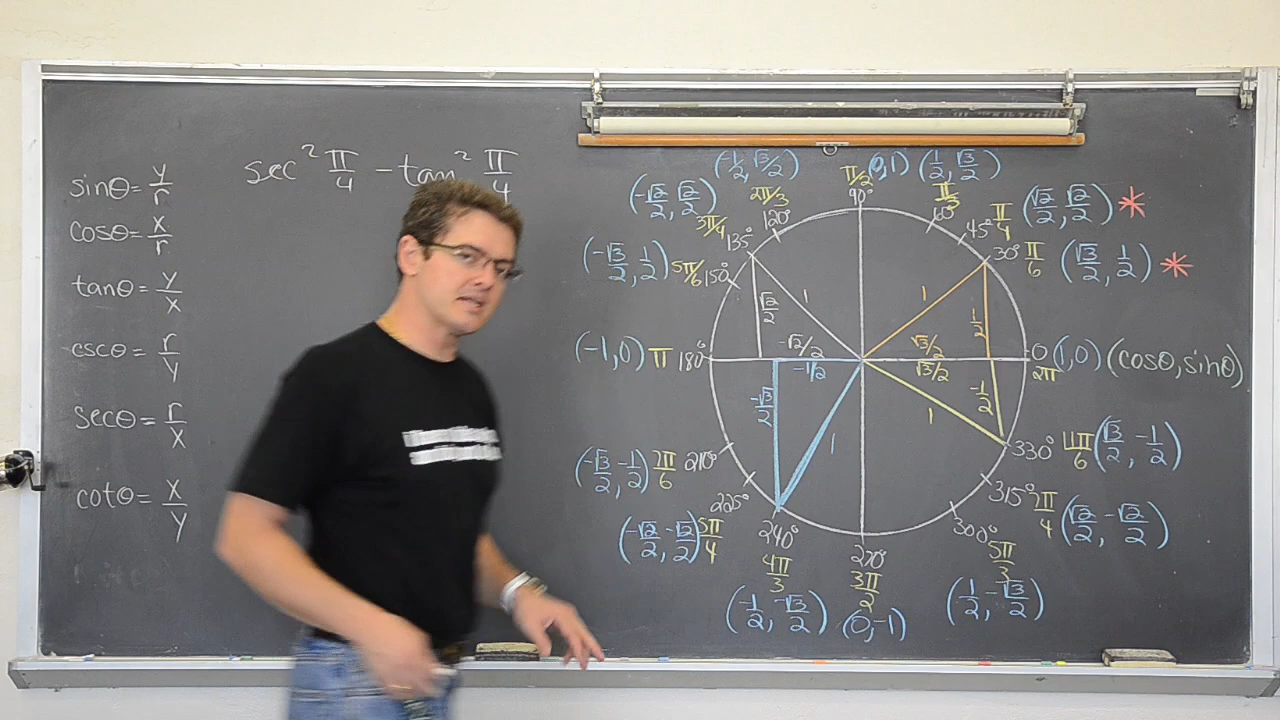 sec² π/4 - tan² π/4
sinθ = y/r
cosθ = x/r
tanθ = y/x
cscθ = r/y
secθ = r/x
cotθ = x/y
(-1/2, √3/2)
2π/3
120°
π/2
(0,1)
90°
(1/2, √3/2)
π/3
60°
(-√2/2, √2/2)
3π/4
135°
45°
π/4
(√2/2, √2/2) *
(-√3/2, 1/2)
5π/6
150°
30°
π/6
(√3/2, 1/2) *
√2/2
1
-√2/2
1
1/2
√3/2
(-1,0) π 180°
0
2π
(1,0) (cosθ, sinθ)
-1/2
-√3/2
1
√3/2
-1/2
1
(-√3/2, -1/2) 7π/6 210°
330° 11π/6 (√3/2, -1/2)
225°
(-√2/2, -√2/2) 5π/4
315° 7π/4 (√2/2, -√2/2)
240°
4π/3
(-1/2, -√3/2)
270°
3π/2
(0,-1)
300°
5π/3
(1/2, -√3/2)